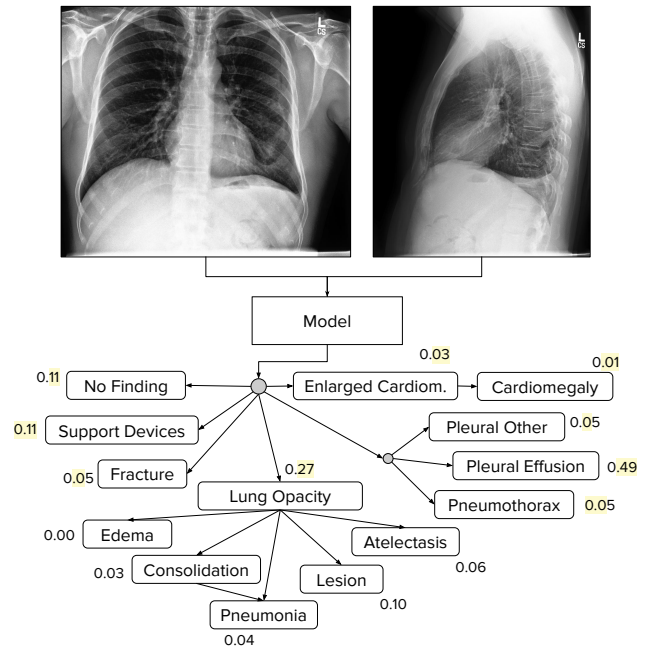 L
CS
L
CS
Model
0.03
0.01
0.11
No Finding
Enlarged Cardiom.
Cardiomegaly
0.11
Support Devices
Pleural Other
0.05
0.05
Fracture
0.27
Pleural Effusion
0.49
Lung Opacity
Pneumothorax
0.05
0.00
Edema
Atelectasis
0.06
0.03
Consolidation
Lesion
0.10
Pneumonia
0.04